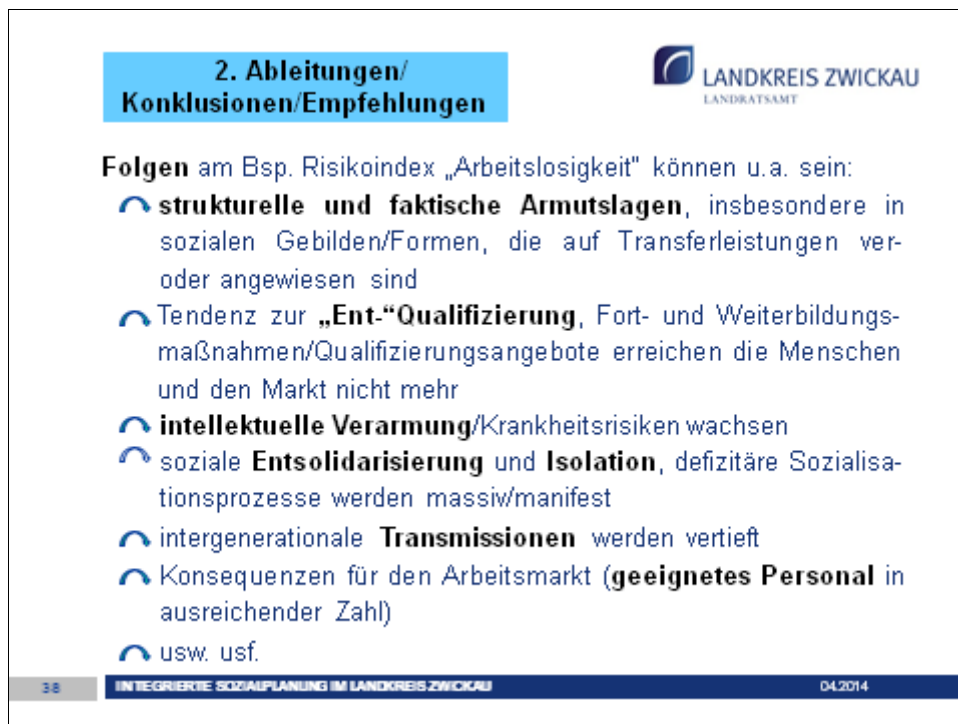 2. Ableitungen/
Konklusionen/Empfehlungen
LANDKREIS ZWICKAU
LANDRATSAMT
Folgen am Bsp. Risikoindex „Arbeitslosigkeit" können u.a. sein:
strukturelle und faktische Armutslagen, insbesondere in
sozialen Gebilden/Formen, die auf Transferleistungen ver-
oder angewiesen sind
Tendenz zur „Ent-“Qualifizierung, Fort- und Weiterbildungs-
maßnahmen/Qualifizierungsangebote erreichen die Menschen
und den Markt nicht mehr
intellektuelle Verarmung/Krankheitsrisiken wachsen
soziale Entsolidarisierung und Isolation, defizitäre Sozialisa-
tionsprozesse werden massiv/manifest
intergenerationale Transmissionen werden vertieft
Konsequenzen für den Arbeitsmarkt (geeignetes Personal in
ausreichender Zahl)
usw. usf.
38 INTEGRIERTE SOZIALPLANUNG IM LANDKREIS ZWICKAU 04.2014